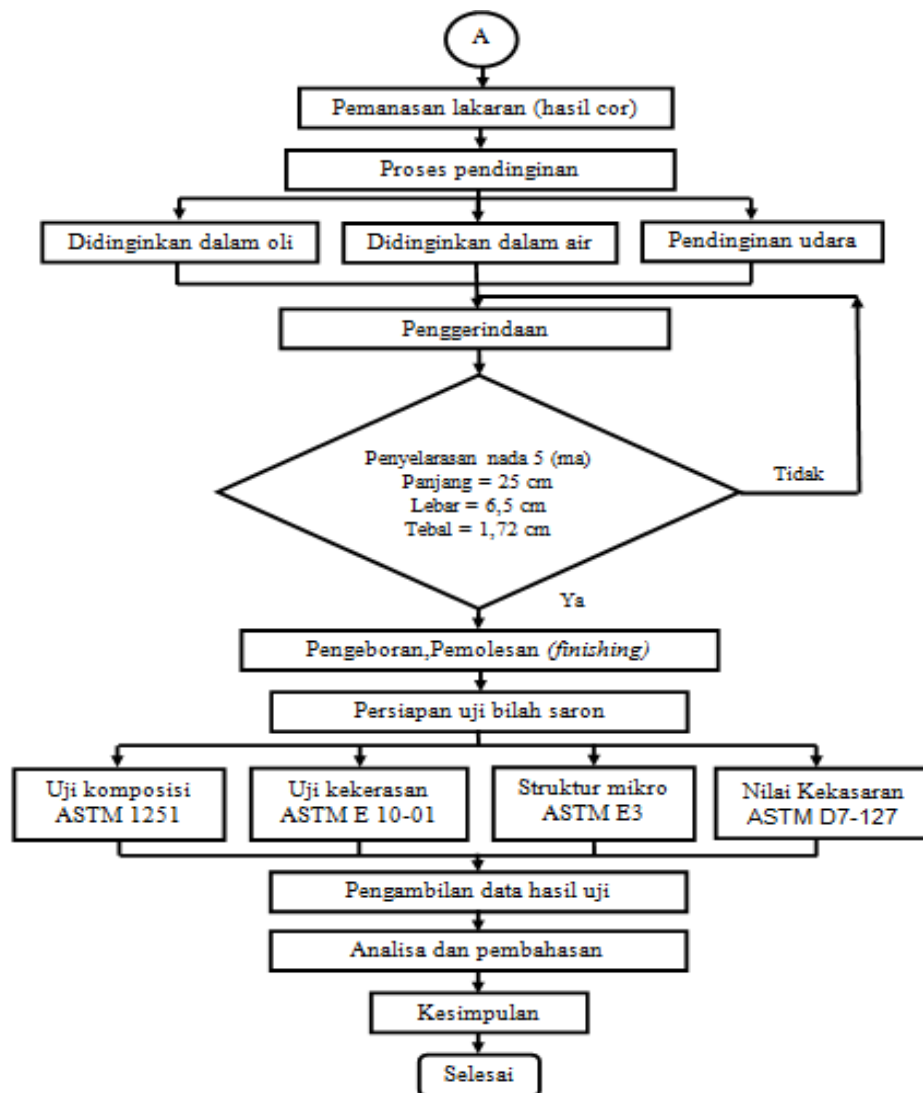 A
Pemanasan lakaran (hasil cor)
Proses pendinginan
Didinginkan dalam oli
Didinginkan dalam air
Pendinginan udara
Penggerindaan
Penyelarasan nada 5 (ma)
Panjang = 25 cm
Lebar = 6,5 cm
Tebal = 1,72 cm
Tidak
Ya
Pengeboran,Pemolesan (finishing)
Persiapan uji bilah saron
Uji komposisi
ASTM 1251
Uji kekerasan
ASTM E 10-01
Struktur mikro
ASTM E3
Nilai Kekasaran
ASTM D7-127
Pengambilan data hasil uji
Analisa dan pembahasan
Kesimpulan
Selesai